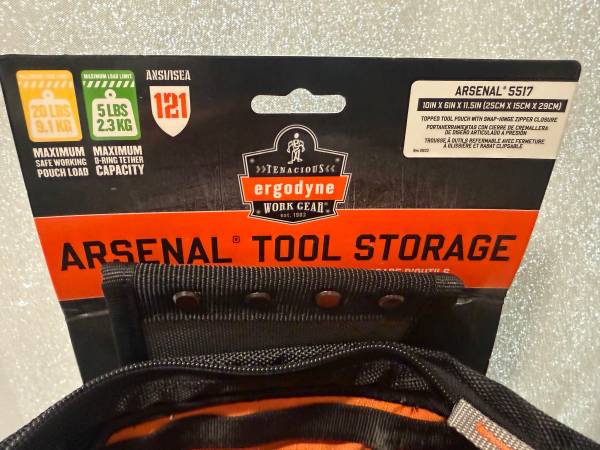 MAXIMUM LOAD LIMIT
20 LBS
9.1 KG
MAXIMUM
SAFE WORKING
POUCH LOAD
MAXIMUM LOAD LIMIT
5 LBS
2.3 KG
MAXIMUM
D-RING TETHER
CAPACITY
ANSI/ISEA
121
ARSENAL® 5517
10IN X 6IN X 11.5IN (25CM X 15CM X 29CM)
TOPPED TOOL POUCH WITH SNAP-HINGE ZIPPER CLOSURE
PORTAHERRAMIENTAS CON CIERRE DE CREMALLERA
DE DISEÑO ARTICULADO A PRESIÓN
TROUSSE À OUTILS REFERMABLE AVEC FERMETURE
À GLISSIÈRE ET RABAT CLIPSABLE
TENACIOUS
ergodyne
WORK GEAR®
est. 1983
ARSENAL® TOOL STORAGE
D'OUTILS